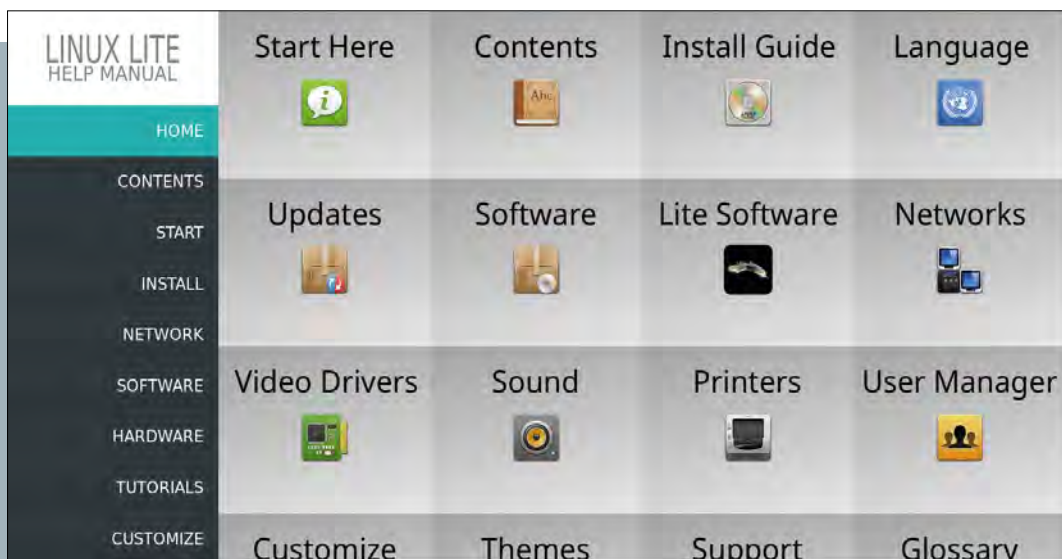 LINUX LITE
HELP MANUAL
HOME
CONTENTS
START
INSTALL
NETWORK
SOFTWARE
HARDWARE
TUTORIALS
CUSTOMIZE
Start Here
Contents
Install Guide
Language
Abc
Updates
Software
Lite Software
Networks
Video Drivers
Sound
Printers
User Manager
Customize
Themes
Support
Glossary